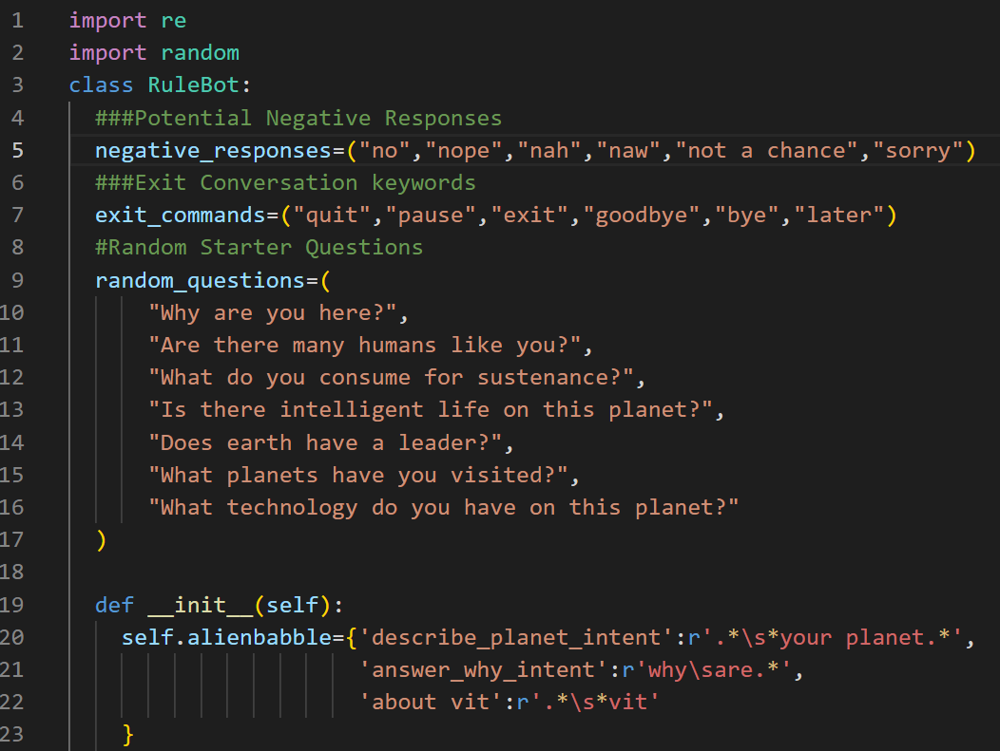 1 import re
2 import random
3 class RuleBot:
4 ###Potential Negative Responses
5 negative_responses=("no","nope","nah","naw","not a chance","sorry")
6 ###Exit Conversation keywords
7 exit_commands=("quit","pause","exit","goodbye","bye","later")
8 #Random Starter Questions
9 random_questions=(
10 "Why are you here?",
11 "Are there many humans like you?",
12 "What do you consume for sustenance?",
13 "Is there intelligent life on this planet?",
14 "Does earth have a leader?",
15 "What planets have you visited?",
16 "What technology do you have on this planet?"
17 )
18
19 def __init__(self):
20 self.alienbabble={'describe_planet_intent':r'.*\s*your planet.*',
21 'answer_why_intent':r'why\sare.*',
22 'about vit':r'.*\s*vit'
23 }